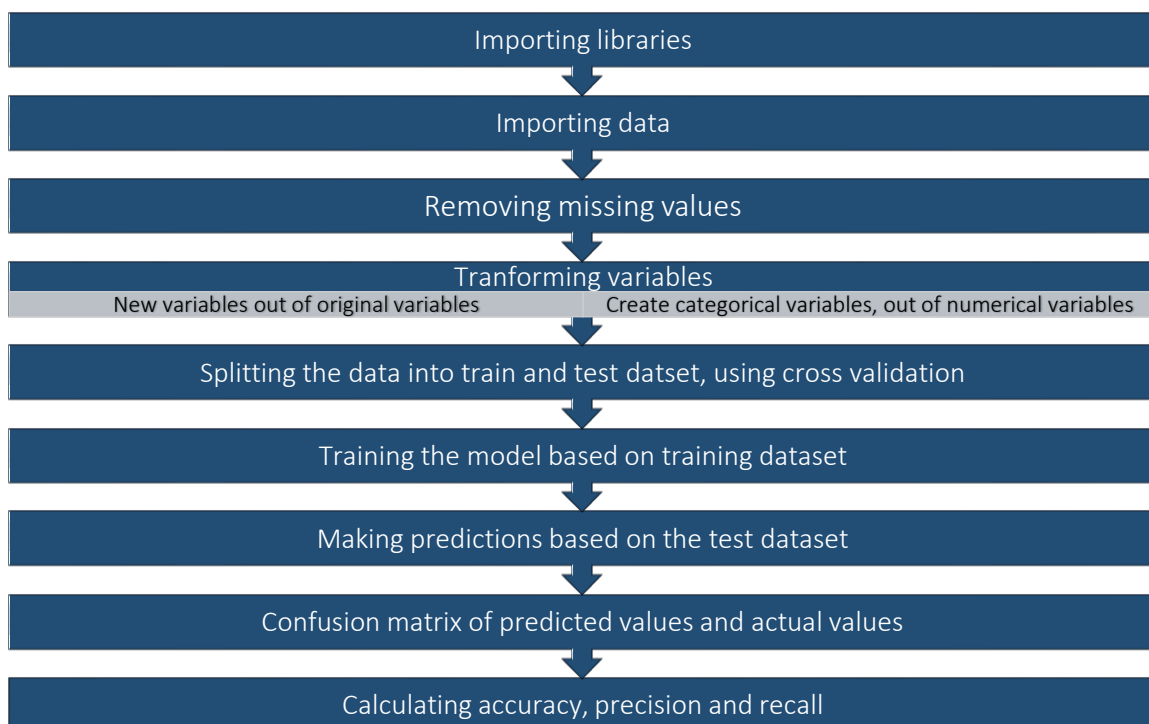 Importing libraries
Importing data
Removing missing values
Tranforming variables
New variables out of original variables
Create categorical variables, out of numerical variables
Splitting the data into train and test datset, using cross validation
Training the model based on training dataset
Making predictions based on the test dataset
Confusion matrix of predicted values and actual values
Calculating accuracy, precision and recall